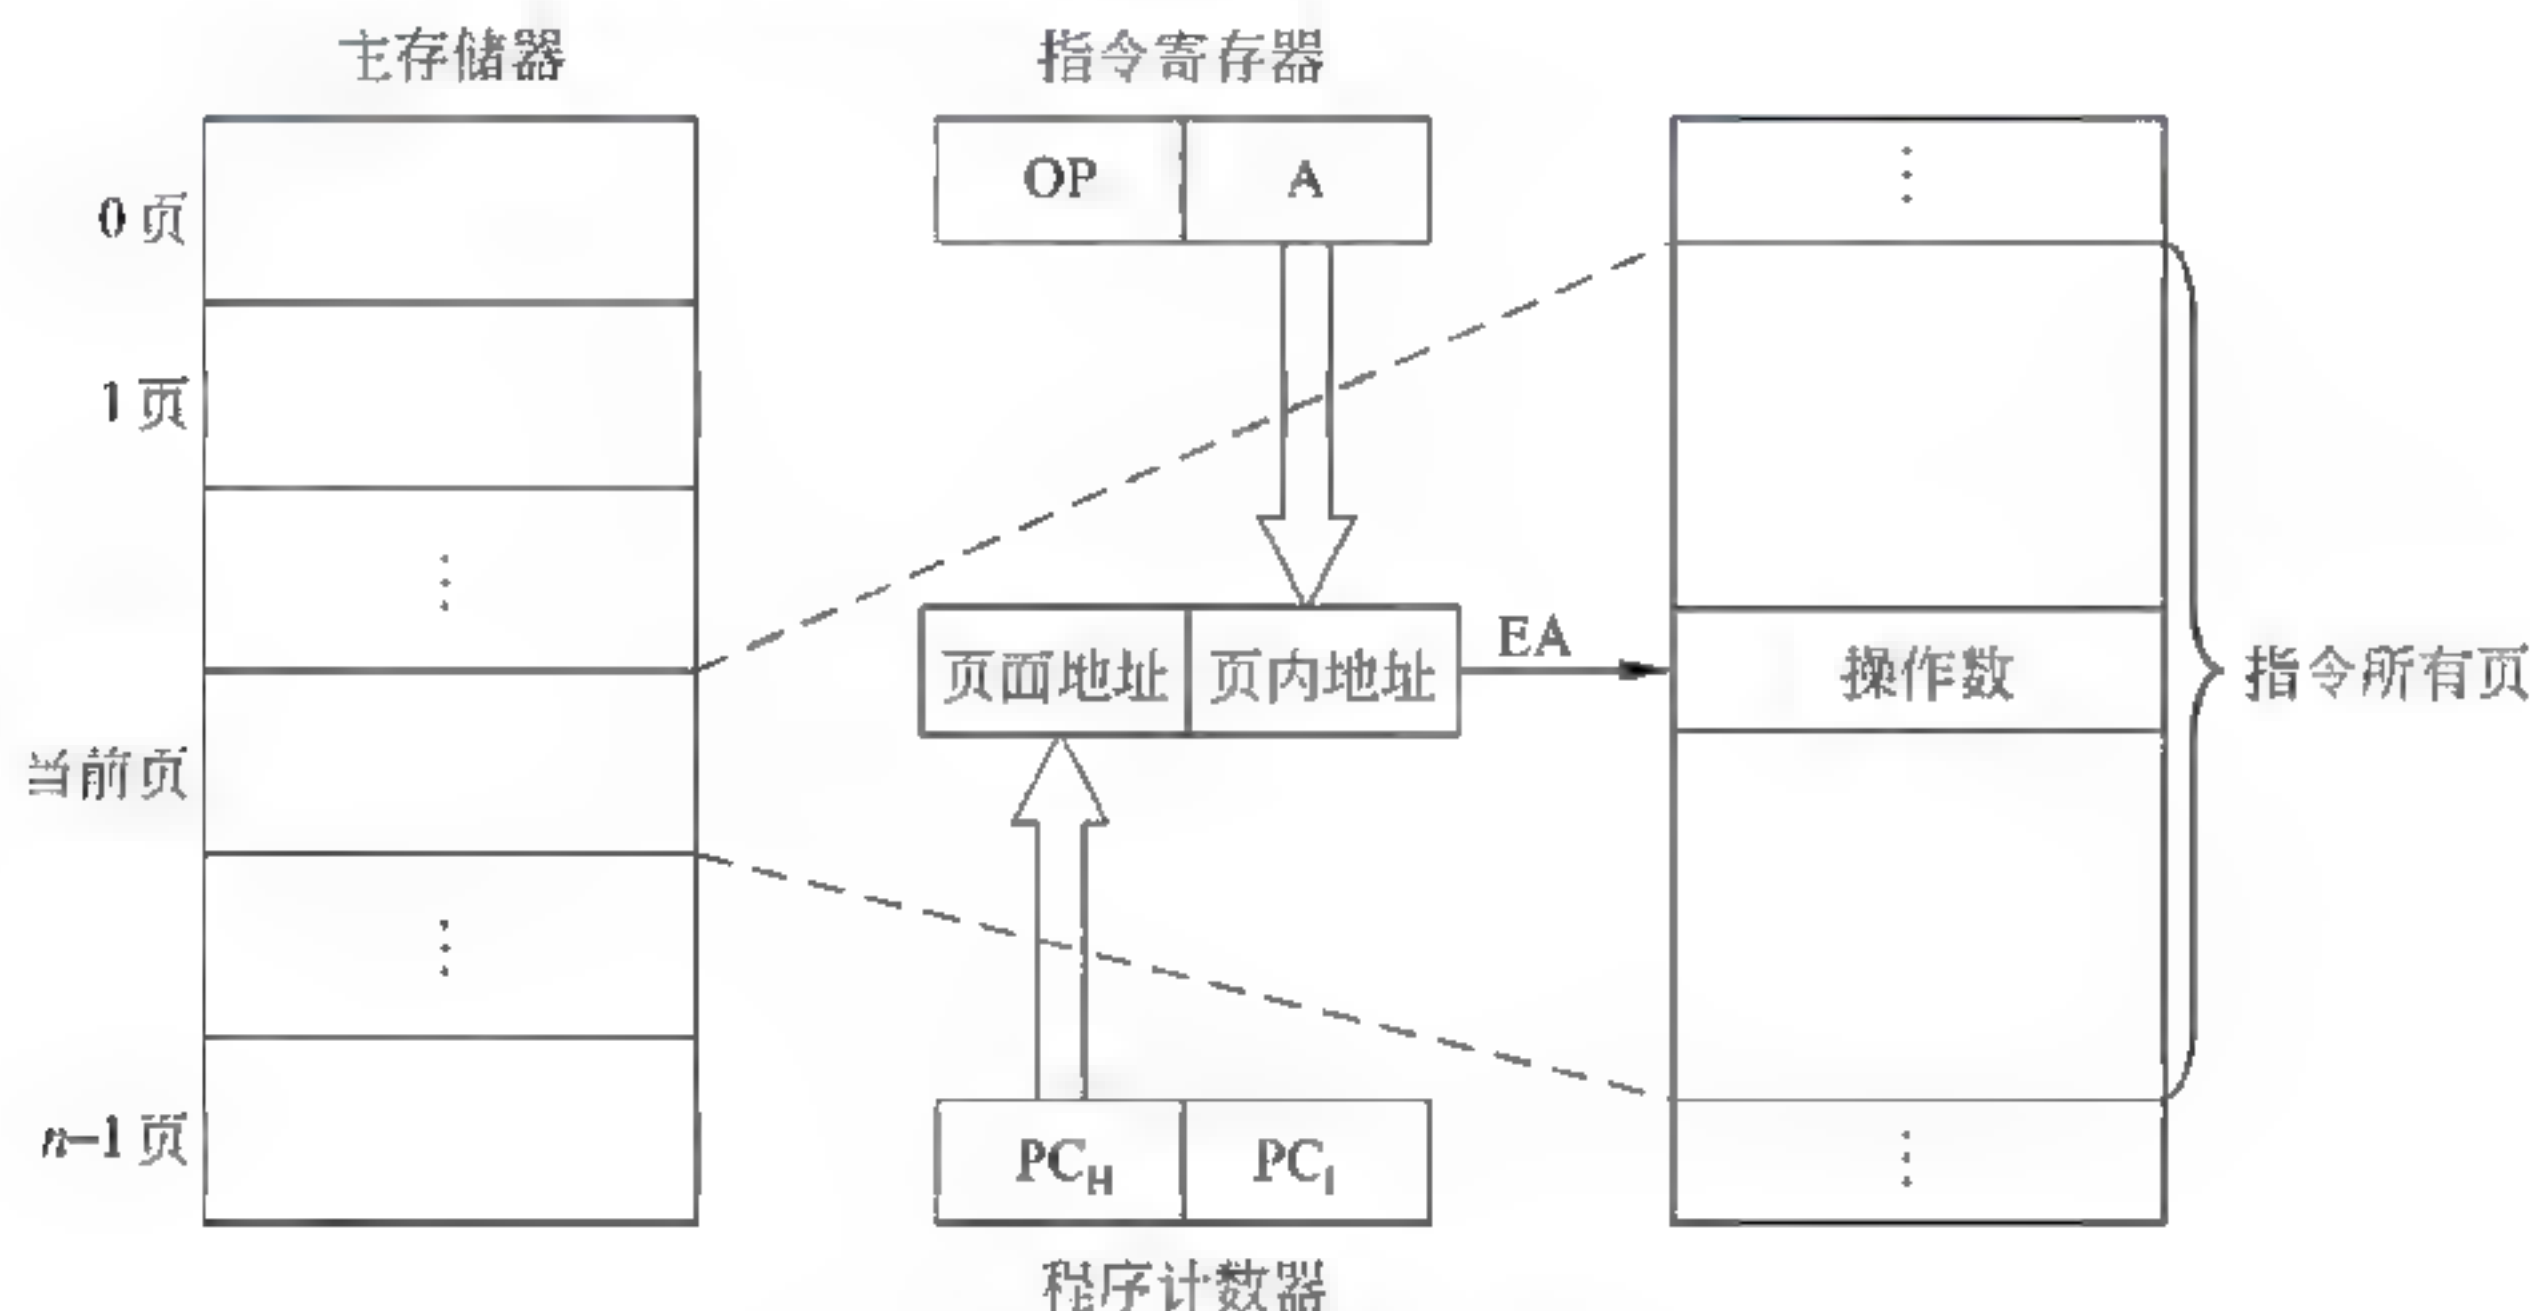 主存储器
指令寄存器
OP
A
0 页
1 页
当前页
n-1 页
页面地址
页内地址
EA
操作数
指令所有页
PCH
PCl
程序计数器